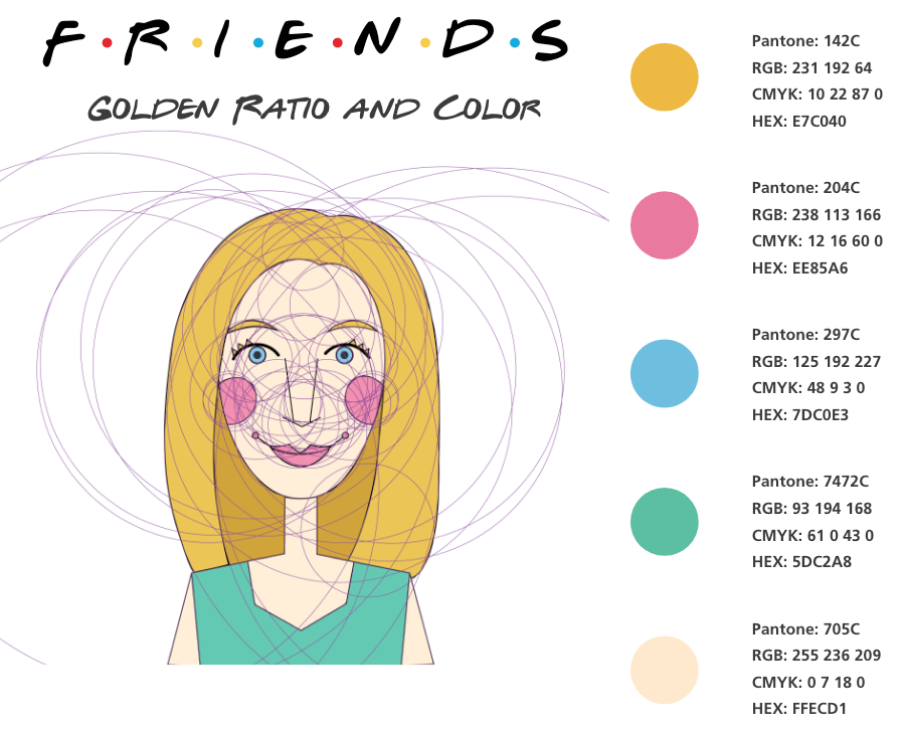 F•R•I•E•N•D•S
GOLDEN RATIO AND COLOR
Pantone: 142C
RGB: 231 192 64
CMYK: 10 22 87 0
HEX: E7C040
Pantone: 204C
RGB: 238 113 166
CMYK: 12 16 60 0
HEX: EE85A6
Pantone: 297C
RGB: 125 192 227
CMYK: 48 9 3 0
HEX: 7DC0E3
Pantone: 7472C
RGB: 93 194 168
CMYK: 61 0 43 0
HEX: 5DC2A8
Pantone: 705C
RGB: 255 236 209
CMYK: 0 7 18 0
HEX: FFECD1